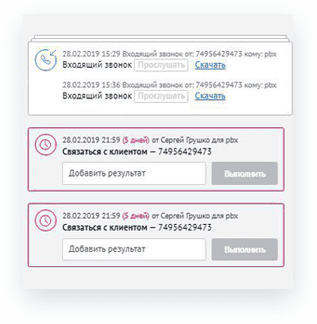 28.02.2019 15:29 Входящий звонок от: 74956429473 кому: pbx
Входящий звонок Прослушать Скачать
28.02.2019 15:36 Входящий звонок от: 74956429473 кому: pbx
Входящий звонок Прослушать Скачать
28.02.2019 21:59 (5 дней) от Сергей Грушко для pbx
Связаться с клиентом — 74956429473
Добавить результат Выполнить
28.02.2019 21:59 (5 дней) от Сергей Грушко для pbx
Связаться с клиентом — 74956429473
Добавить результат Выполнить